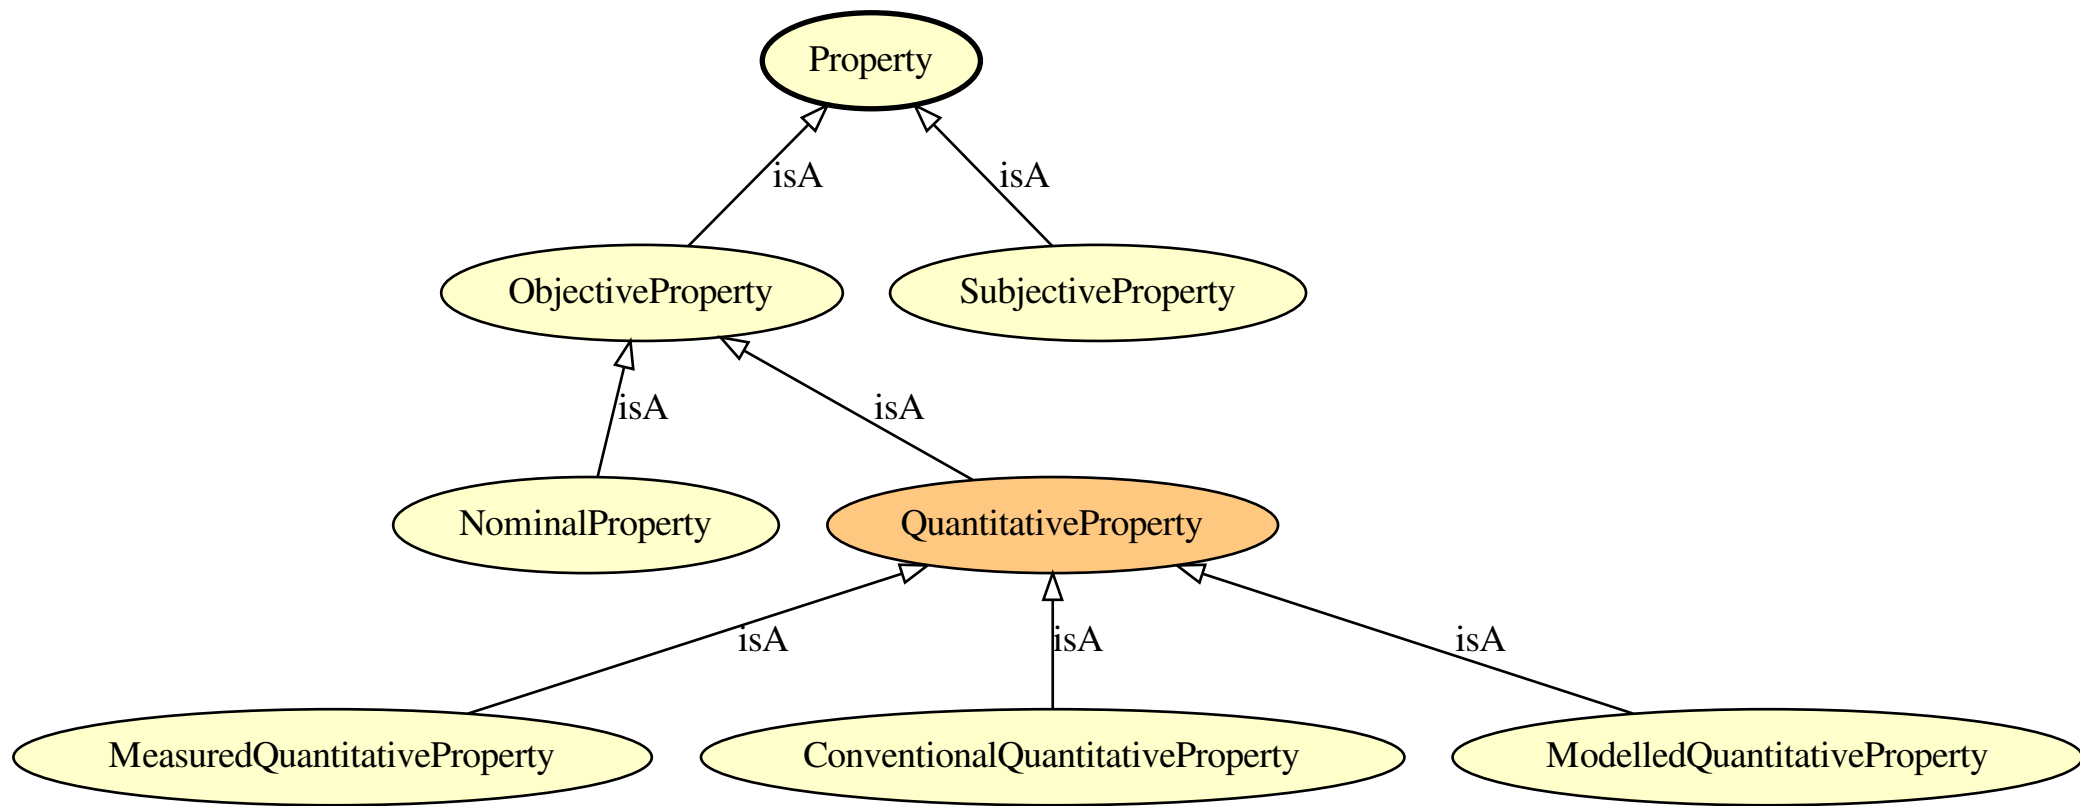 Property
isA isA
ObjectiveProperty SubjectiveProperty
isA isA
NominalProperty QuantitativeProperty
isA isA isA
MeasuredQuantitativeProperty ConventionalQuantitativeProperty ModelledQuantitativeProperty